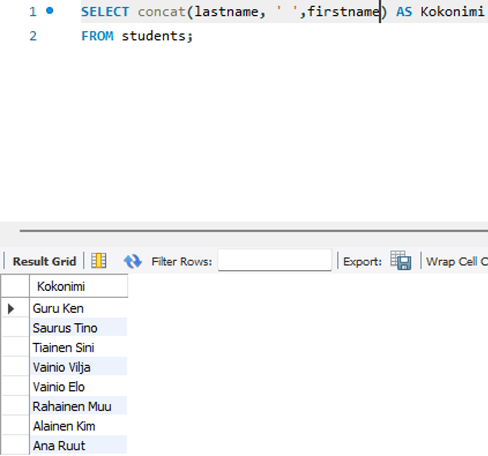 1 SELECT concat(lastname, ' ',firstname) AS Kokonimi
2 FROM students;
Result Grid Filter Rows: Export: Wrap Cell C
Kokonimi
Guru Ken
Saurus Tino
Tiainen Sini
Vainio Vilja
Vainio Elo
Rahainen Muu
Alainen Kim
Ana Ruut